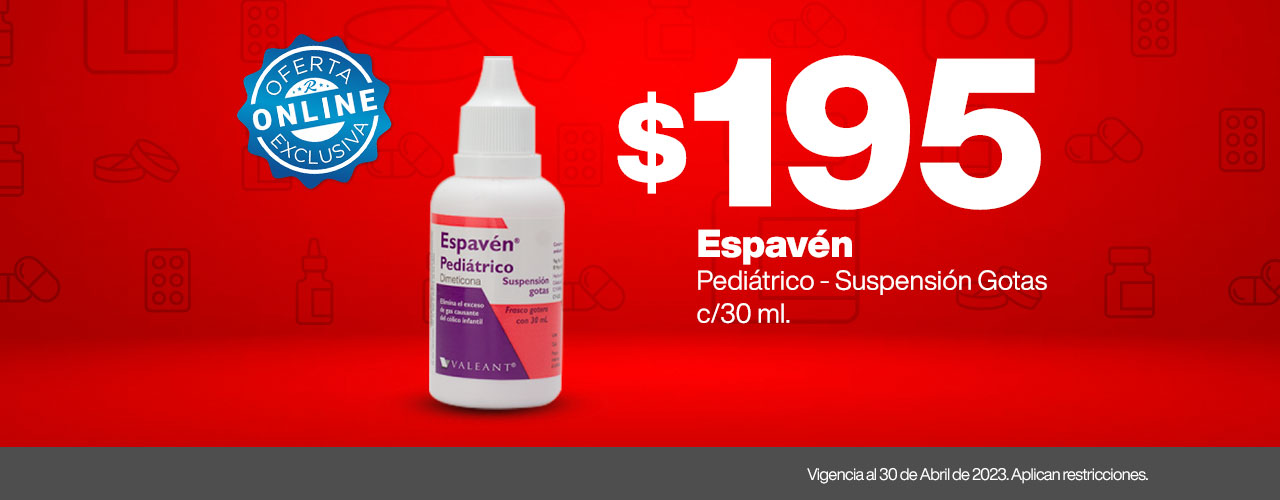 OFERTA
R
ONLINE
EXCLUSIVA
$195
Espavén
Pediátrico - Suspensión Gotas
c/30 ml.
Espavén®
Pediátrico
Dimeticona
Suspensión
gotas
Elimina el exceso
de gas causante
del cólico infantil
Frasco gotero
con 30 mL
VALEANT®
Vigencia al 30 de Abril de 2023. Aplican restricciones.